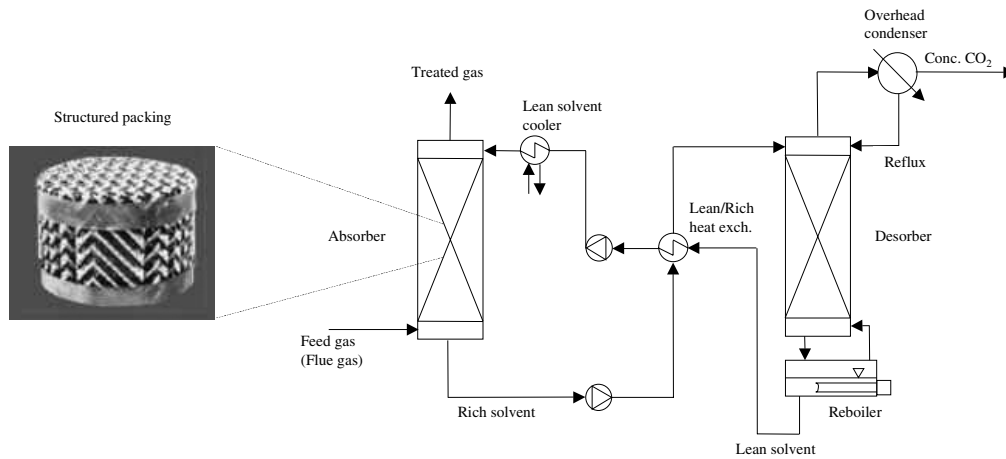 Overhead
condenser
Conc. CO₂
Treated gas
Lean solvent
cooler
Structured packing
Reflux
Lean/Rich
heat exch.
Absorber
Desorber
Feed gas
(Flue gas)
Rich solvent
Reboiler
Lean solvent